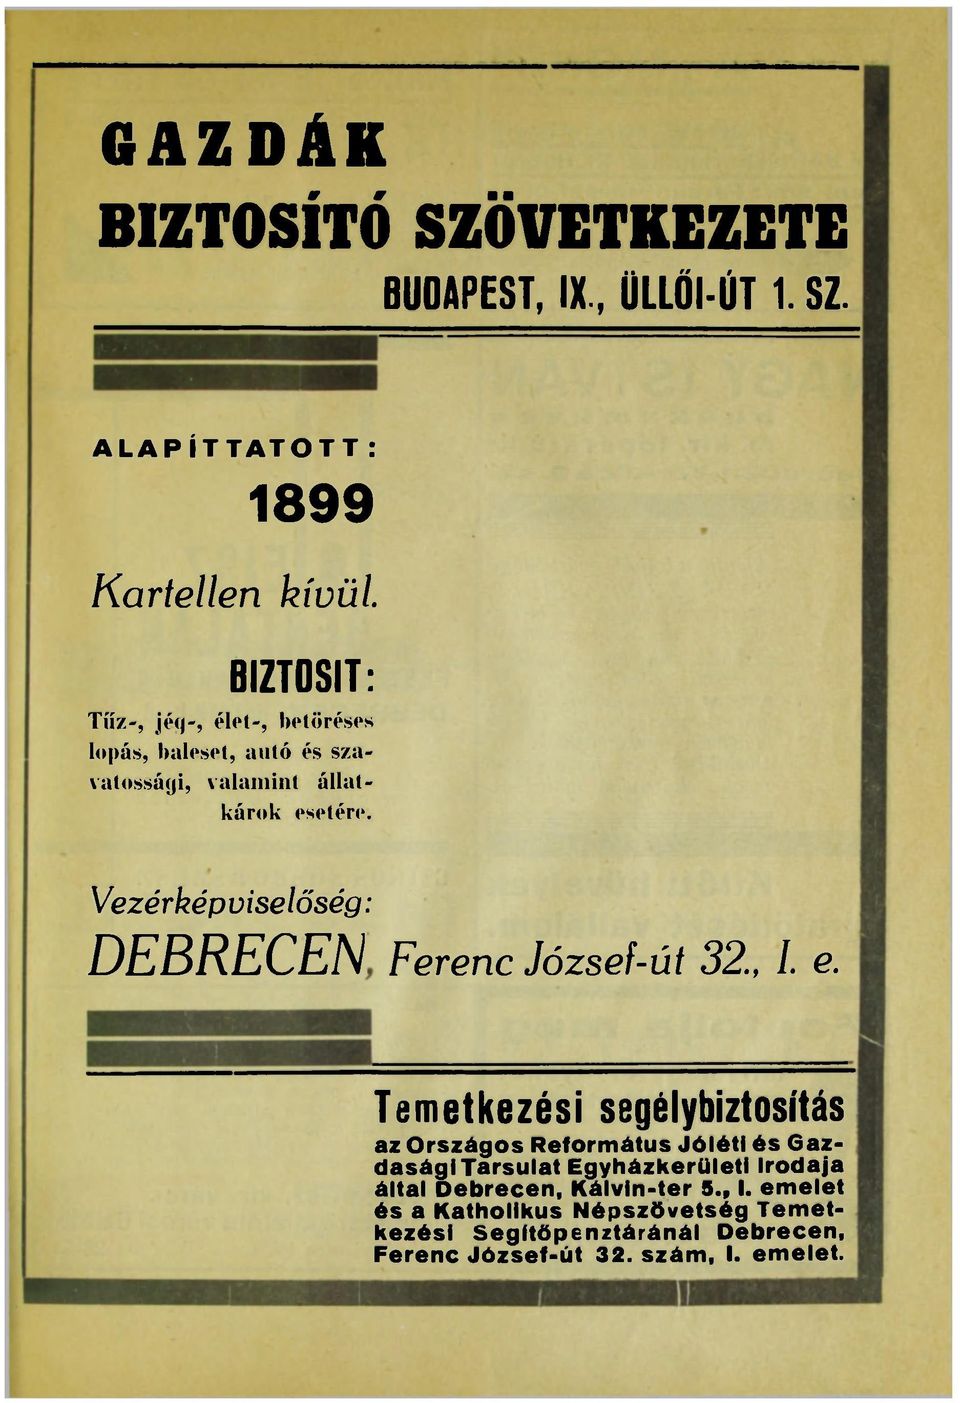 GAZDÁK
BIZTOSÍTÓ SZÖVETKEZETE
BUDAPEST, IX., ÜLLŐI-ÚT 1. SZ.
ALAPÍTTATOTT:
1899
Kartellen kívül.
BIZTOSIT:
Tűz-, jég-, élet-, betöréses
lopás, baleset, autó és sza-
vatossági, valamint állat-
károk esetére.
Vezérképviselőség:
DEBRECEN, Ferenc József-út 32., I. e.
Temetkezési segélybiztosítás
az Országos Református Jóléti és Gaz-
dasági Tarsulat Egyházkerületi Irodaja
által Debrecen, Kálvin-ter 5., I. emelet
és a Katholikus Népszövetség Temet-
kezési Segítőpenztáránál Debrecen,
Ferenc József-út 32. szám, I. emelet.